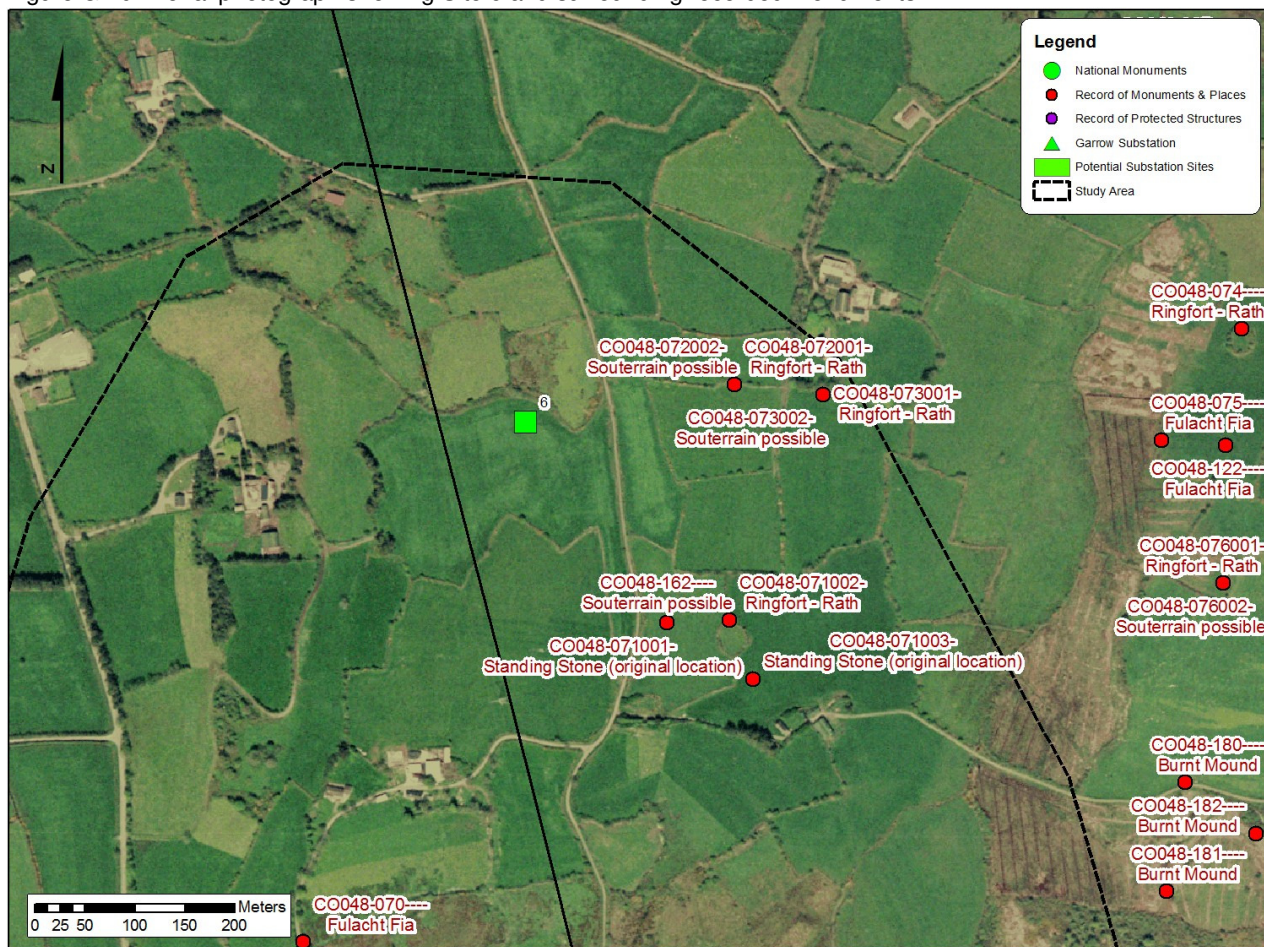 Legend
National Monuments
Record of Monuments & Places
Record of Protected Structures
Garrow Substation
Potential Substation Sites
Study Area
N
CO048-074----
Ringfort - Rath
CO048-072002-
Souterrain possible
CO048-072001-
Ringfort - Rath
CO048-073001-
Ringfort - Rath
CO048-073002-
Souterrain possible
6
CO048-075----
Fulacht Fia
CO048-122----
Fulacht Fia
CO048-076001-
Ringfort - Rath
CO048-076002-
Souterrain possible
CO048-162----
Souterrain possible
CO048-071002-
Ringfort - Rath
CO048-071001-
Standing Stone (original location)
CO048-071003-
Standing Stone (original location)
CO048-180----
Burnt Mound
CO048-182----
Burnt Mound
CO048-181----
Burnt Mound
CO048-070----
Fulacht Fia
Meters
0 25 50 100 150 200